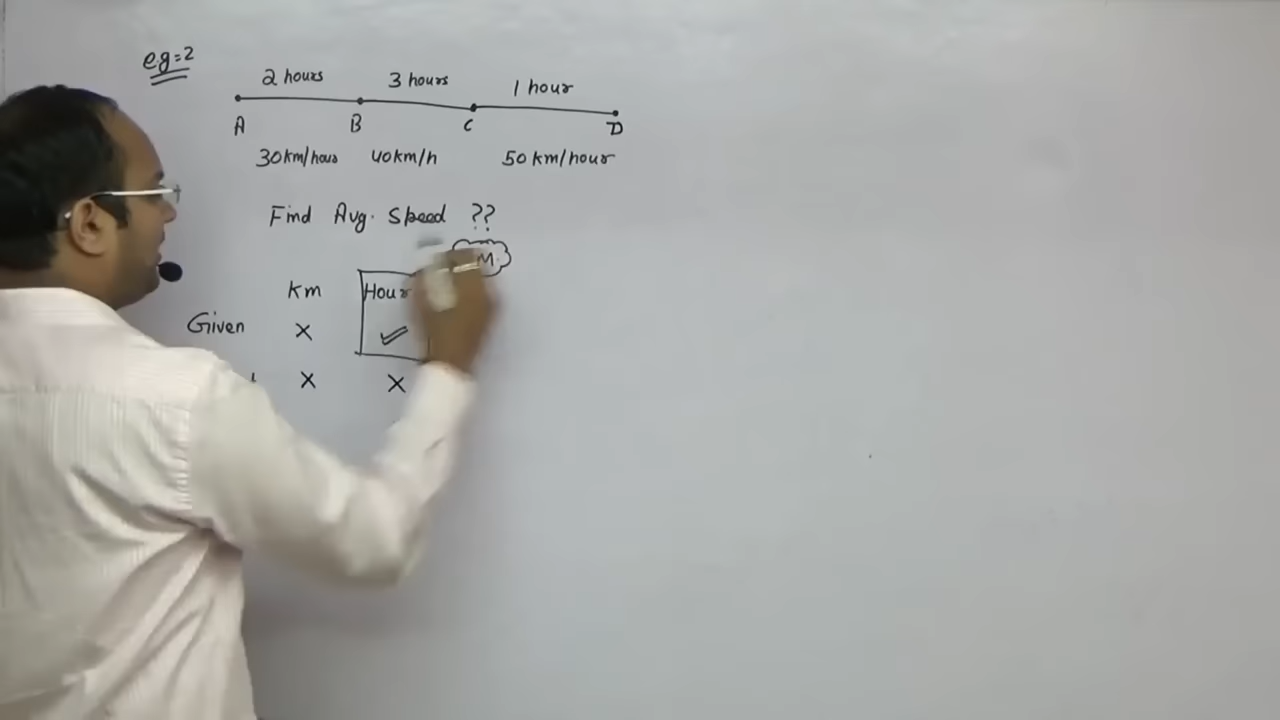 eg=2
2 hours 3 hours 1 hour
A B C D
30km/hour 40km/h 50 km/hour
Find Avg. Speed ??
km Hour
Given × ✓
× ×